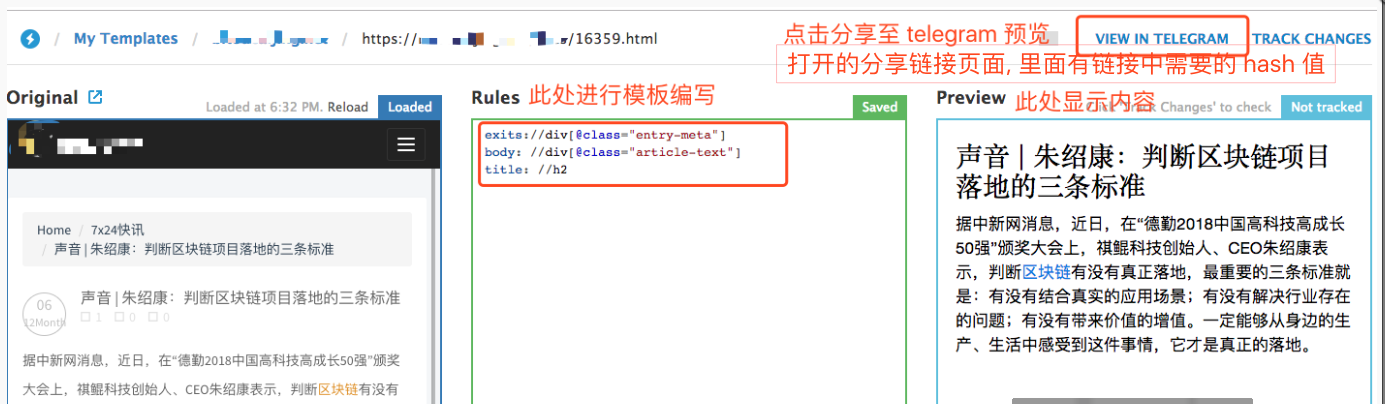 / My Templates /
/ https://
/16359.html
点击分享至 telegram 预览
VIEW IN TELEGRAM
TRACK CHANGES
打开的分享链接页面, 里面有链接中需要的 hash 值
Original
Loaded at 6:32 PM. Reload
Loaded
Home / 7x24快讯
/ 声音 | 朱绍康：判断区块链项目落地的三条标准
06
12Month
声音 | 朱绍康：判断区块链项目落地的三条标准
1 0 0
据中新网消息，近日，在“德勤2018中国高科技高成长50强”颁奖
大会上，祺鲲科技创始人、CEO朱绍康表示，判断区块链有没有
Rules
此处进行模板编写
Saved
exits://div[@class="entry-meta"]
body: //div[@class="article-text"]
title: //h2
Preview
此处显示内容
'Track Changes' to check
Not tracked
声音 | 朱绍康：判断区块链项目
落地的三条标准
据中新网消息，近日，在“德勤2018中国高科技高成长
50强”颁奖大会上，祺鲲科技创始人、CEO朱绍康表
示，判断区块链有没有真正落地，最重要的三条标准就
是：有没有结合真实的应用场景；有没有解决行业存在
的问题；有没有带来价值的增值。一定能够从身边的生
产、生活中感受到这件事情，它才是真正的落地。